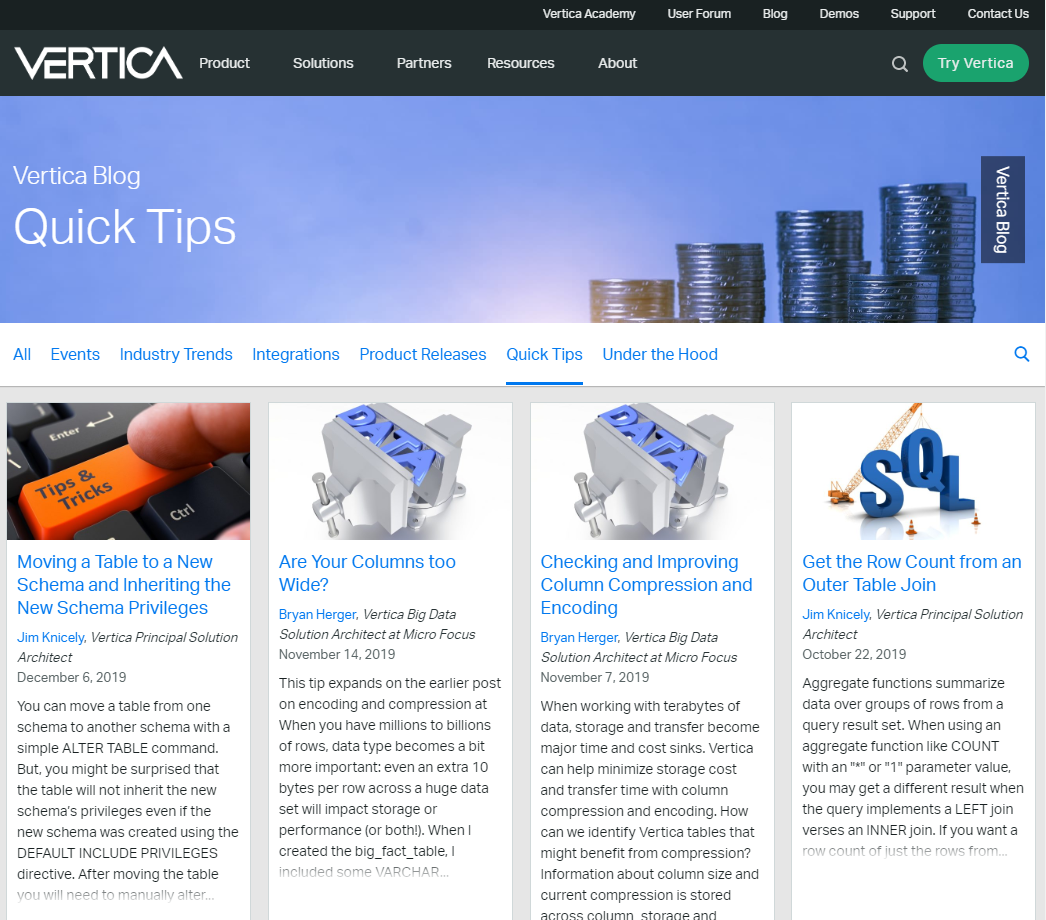 Vertica Academy User Forum Blog Demos Support Contact Us
VERTICA Product Solutions Partners Resources About Try Vertica
Vertica Blog
Quick Tips
Vertica Blog
All Events Industry Trends Integrations Product Releases Quick Tips Under the Hood
Enter
Tips &
Tricks
Ctrl
Moving a Table to a New
Schema and Inheriting the
New Schema Privileges
Jim Knicely, Vertica Principal Solution
Architect
December 6, 2019
You can move a table from one
schema to another schema with a
simple ALTER TABLE command.
But, you might be surprised that
the table will not inherit the new
schema's privileges even if the
new schema was created using the
DEFAULT INCLUDE PRIVILEGES
directive. After moving the table
you will need to manually alter...
DATA
Are Your Columns too
Wide?
Bryan Herger, Vertica Big Data
Solution Architect at Micro Focus
November 14, 2019
This tip expands on the earlier post
on encoding and compression at
When you have millions to billions
of rows, data type becomes a bit
more important: even an extra 10
bytes per row across a huge data
set will impact storage or
performance (or both!). When I
created the big_fact_table, I
included some VARCHAR...
DATA
Checking and Improving
Column Compression and
Encoding
Bryan Herger, Vertica Big Data
Solution Architect at Micro Focus
November 7, 2019
When working with terabytes of
data, storage and transfer become
major time and cost sinks. Vertica
can help minimize storage cost
and transfer time with column
compression and encoding. How
can we identify Vertica tables that
might benefit from compression?
Information about column size and
current compression is stored
across column_storage and
SQL
Get the Row Count from an
Outer Table Join
Jim Knicely, Vertica Principal Solution
Architect
October 22, 2019
Aggregate functions summarize
data over groups of rows from a
query result set. When using an
aggregate function like COUNT
with an "*" or "1" parameter value,
you may get a different result when
the query implements a LEFT join
verses an INNER join. If you want a
row count of just the rows from...